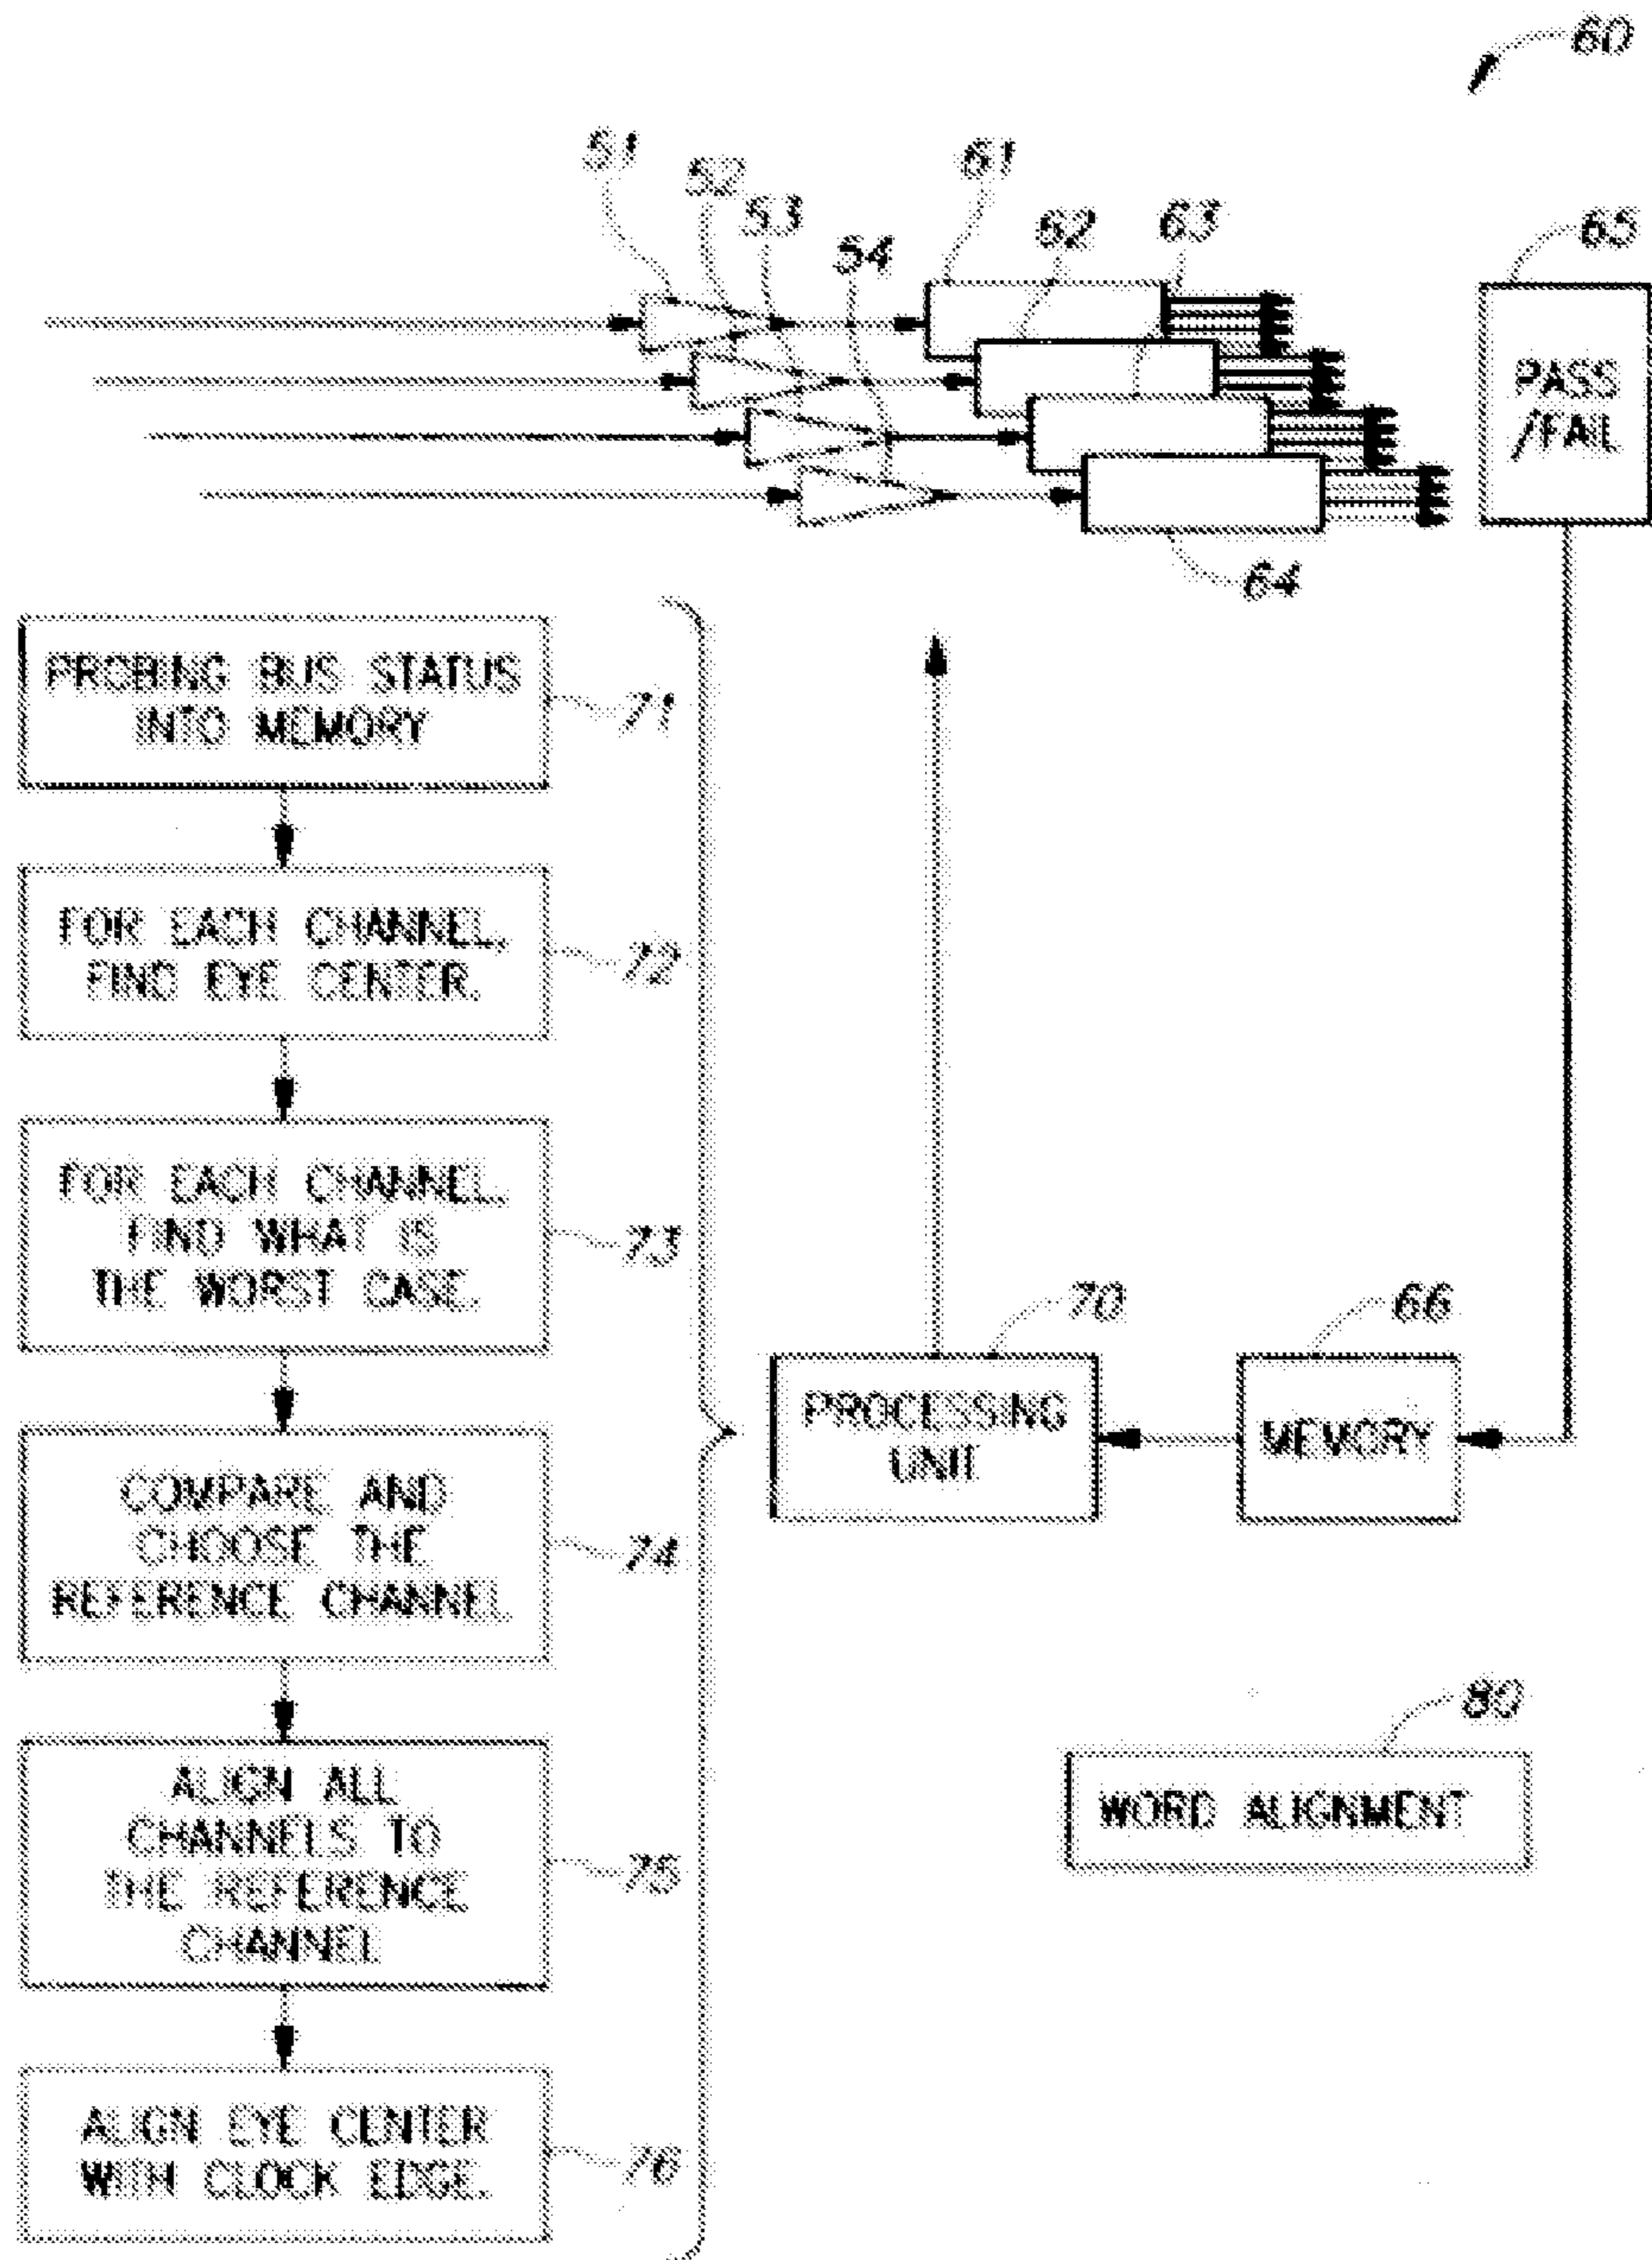 60
51
52
53
54
61
62
63
65
PASS
/FAIL
64
PROBING BUS STATUS
INTO MEMORY
71
FOR EACH CHANNEL,
FIND EYE CENTER.
72
FOR EACH CHANNEL,
FIND WHAT IS
THE WORST CASE.
73
70
66
PROCESSING
UNIT
MEMORY
COMPARE AND
CHOOSE THE
REFERENCE CHANNEL
74
80
WORD ALIGNMENT
ALIGN ALL
CHANNELS TO
THE REFERENCE
CHANNEL
75
ALIGN EYE CENTER
WITH CLOCK EDGE.
76